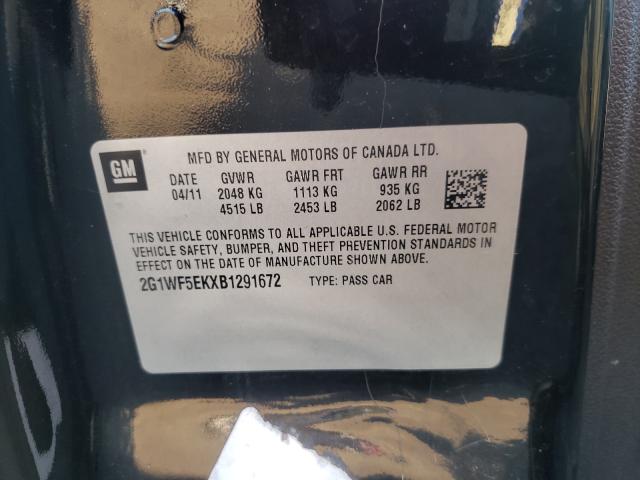 GM
MFD BY GENERAL MOTORS OF CANADA LTD.
DATE GVWR GAWR FRT GAWR RR
04/11 2048 KG 1113 KG 935 KG
4515 LB 2453 LB 2062 LB
THIS VEHICLE CONFORMS TO ALL APPLICABLE U.S. FEDERAL MOTOR
VEHICLE SAFETY, BUMPER, AND THEFT PREVENTION STANDARDS IN
EFFECT ON THE DATE OF MANUFACTURE SHOWN ABOVE.
2G1WF5EKXB1291672 TYPE: PASS CAR